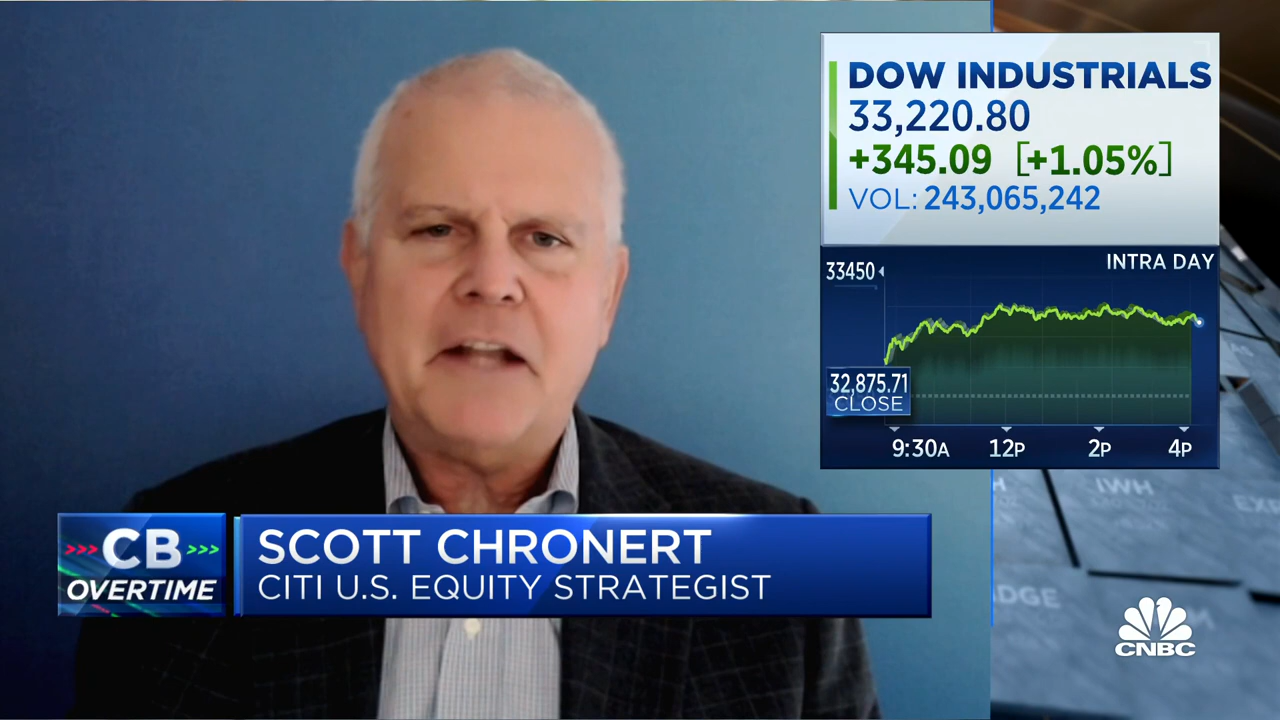 DOW INDUSTRIALS
33,220.80
+345.09 [+1.05%]
VOL: 243,065,242
INTRA DAY
33450
32,875.71
CLOSE
9:30A 12P 2P 4P
>>> CB >>>
OVERTIME
SCOTT CHRONERT
CITI U.S. EQUITY STRATEGIST
IWH
CNBC